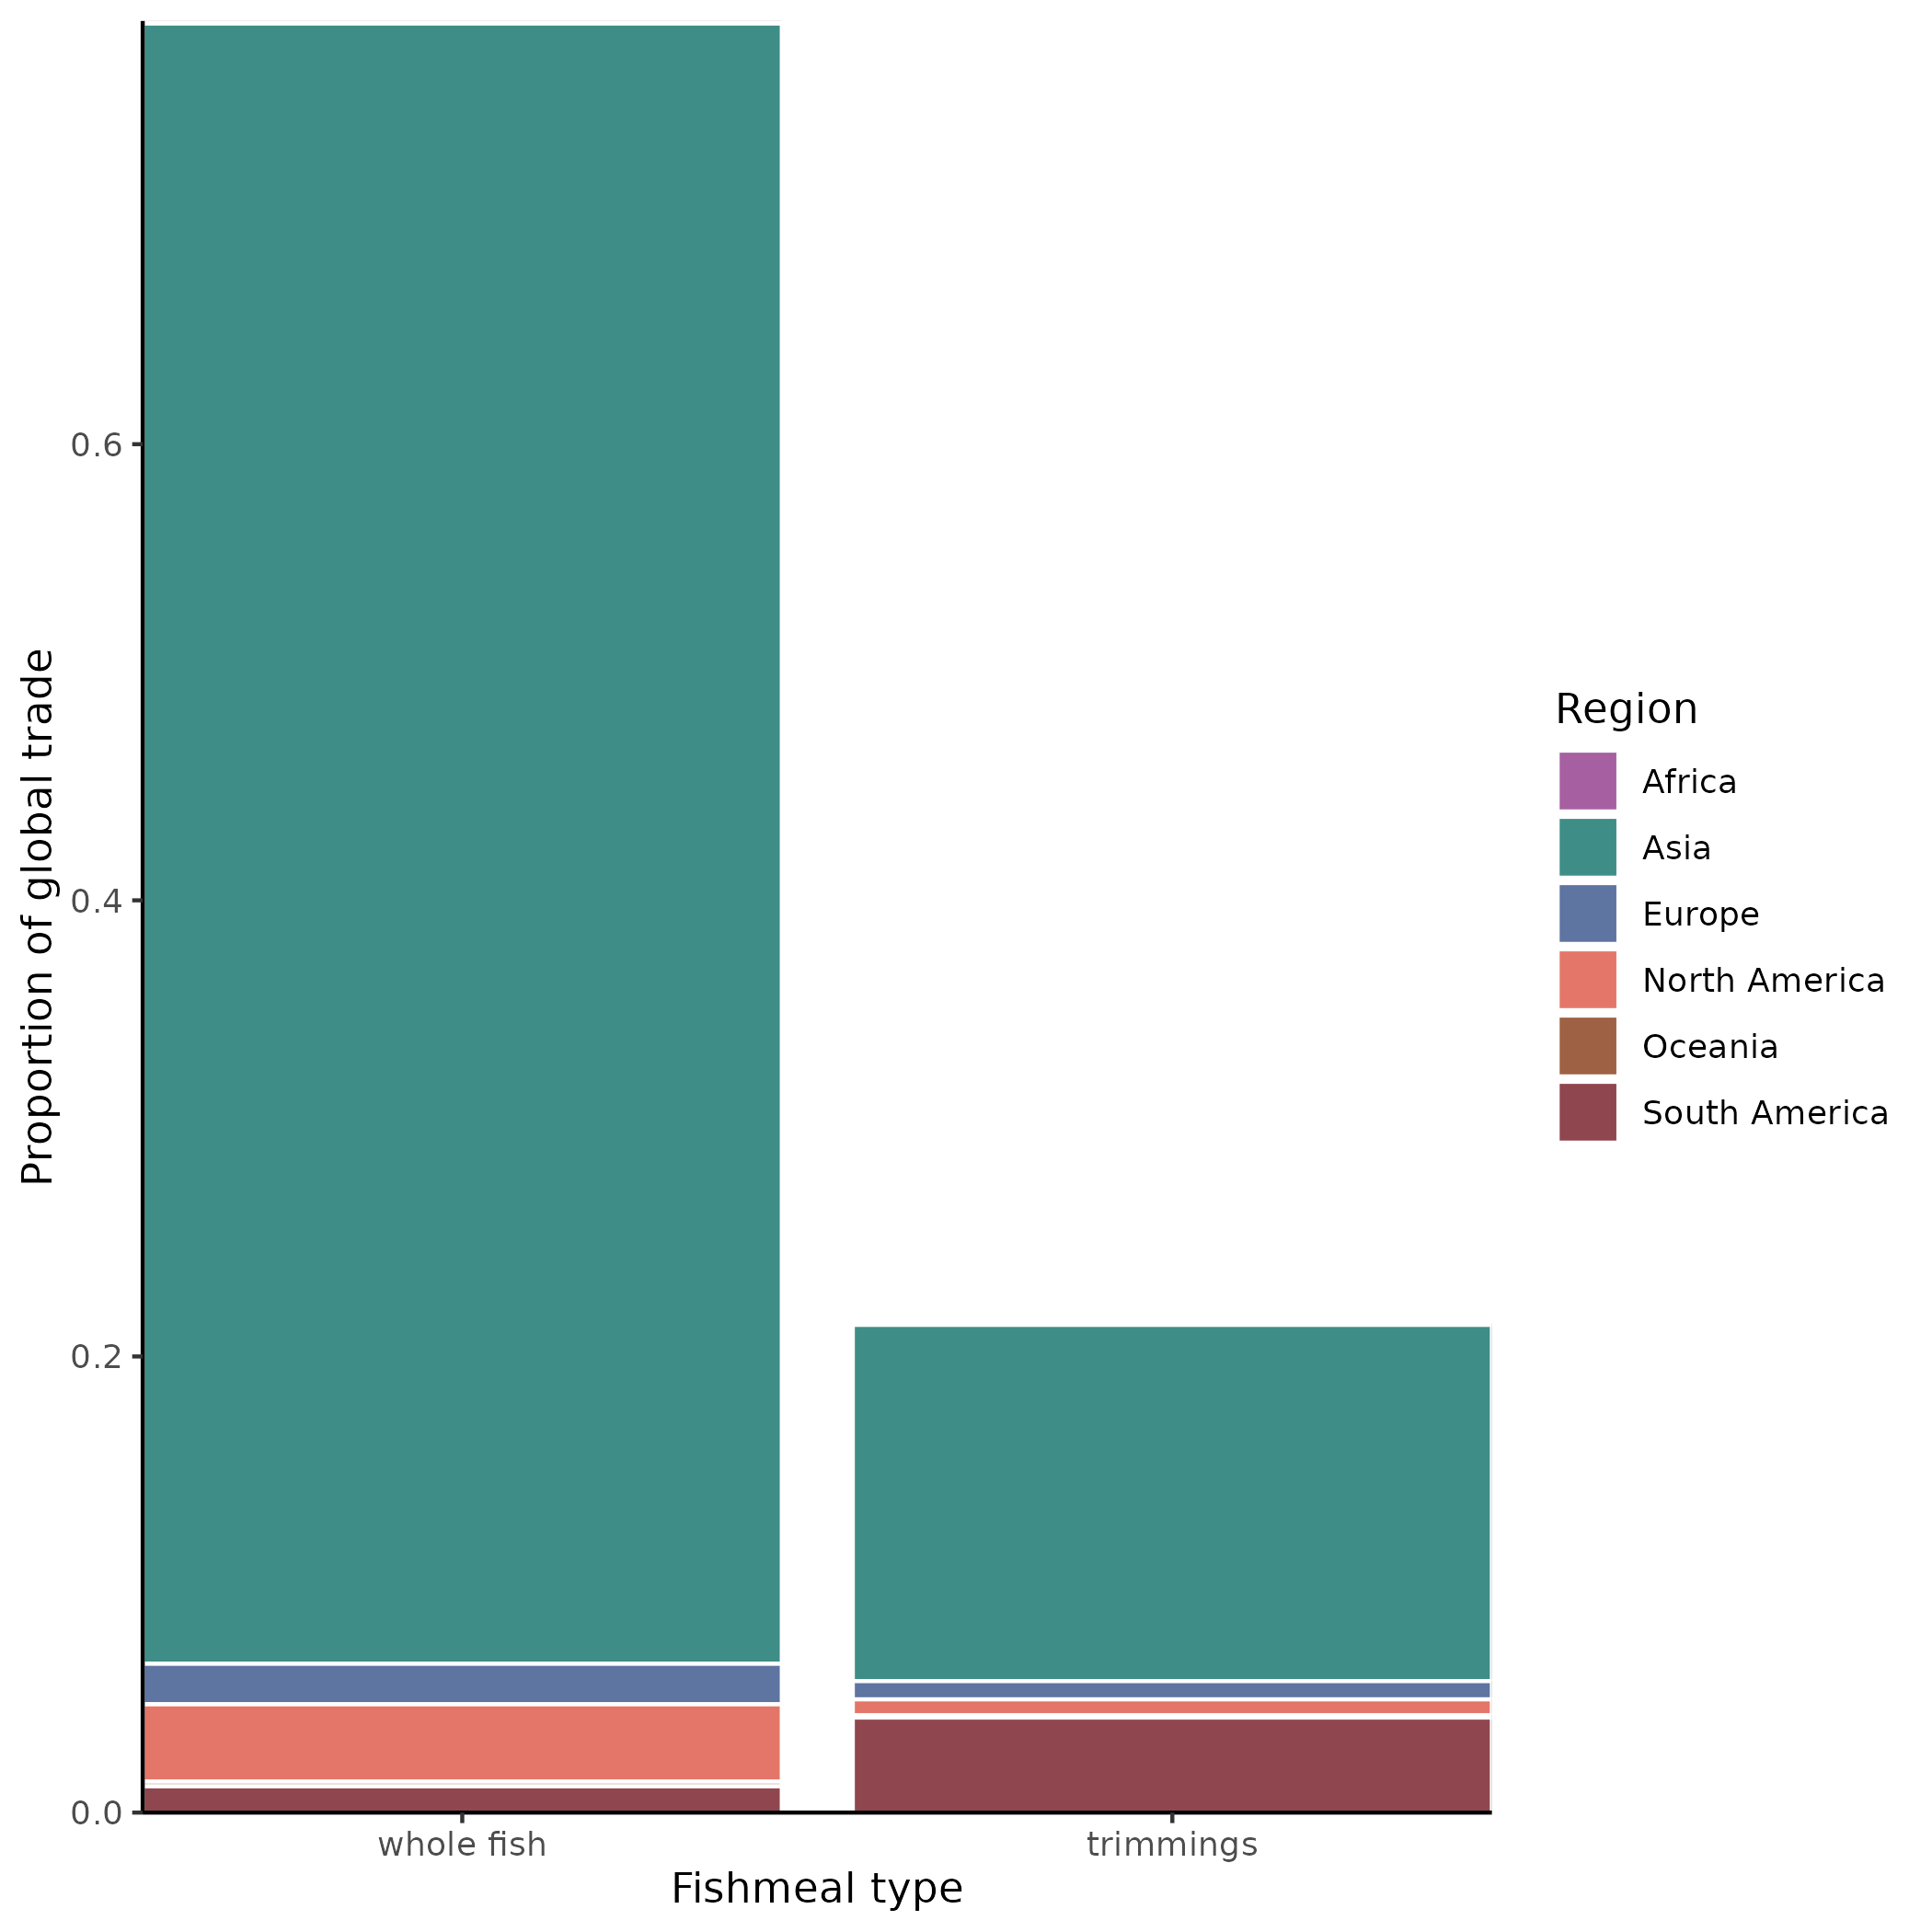 Proportion of global trade
0.6
0.4
0.2
0.0
whole fish
trimmings
Fishmeal type
Region
Africa
Asia
Europe
North America
Oceania
South America